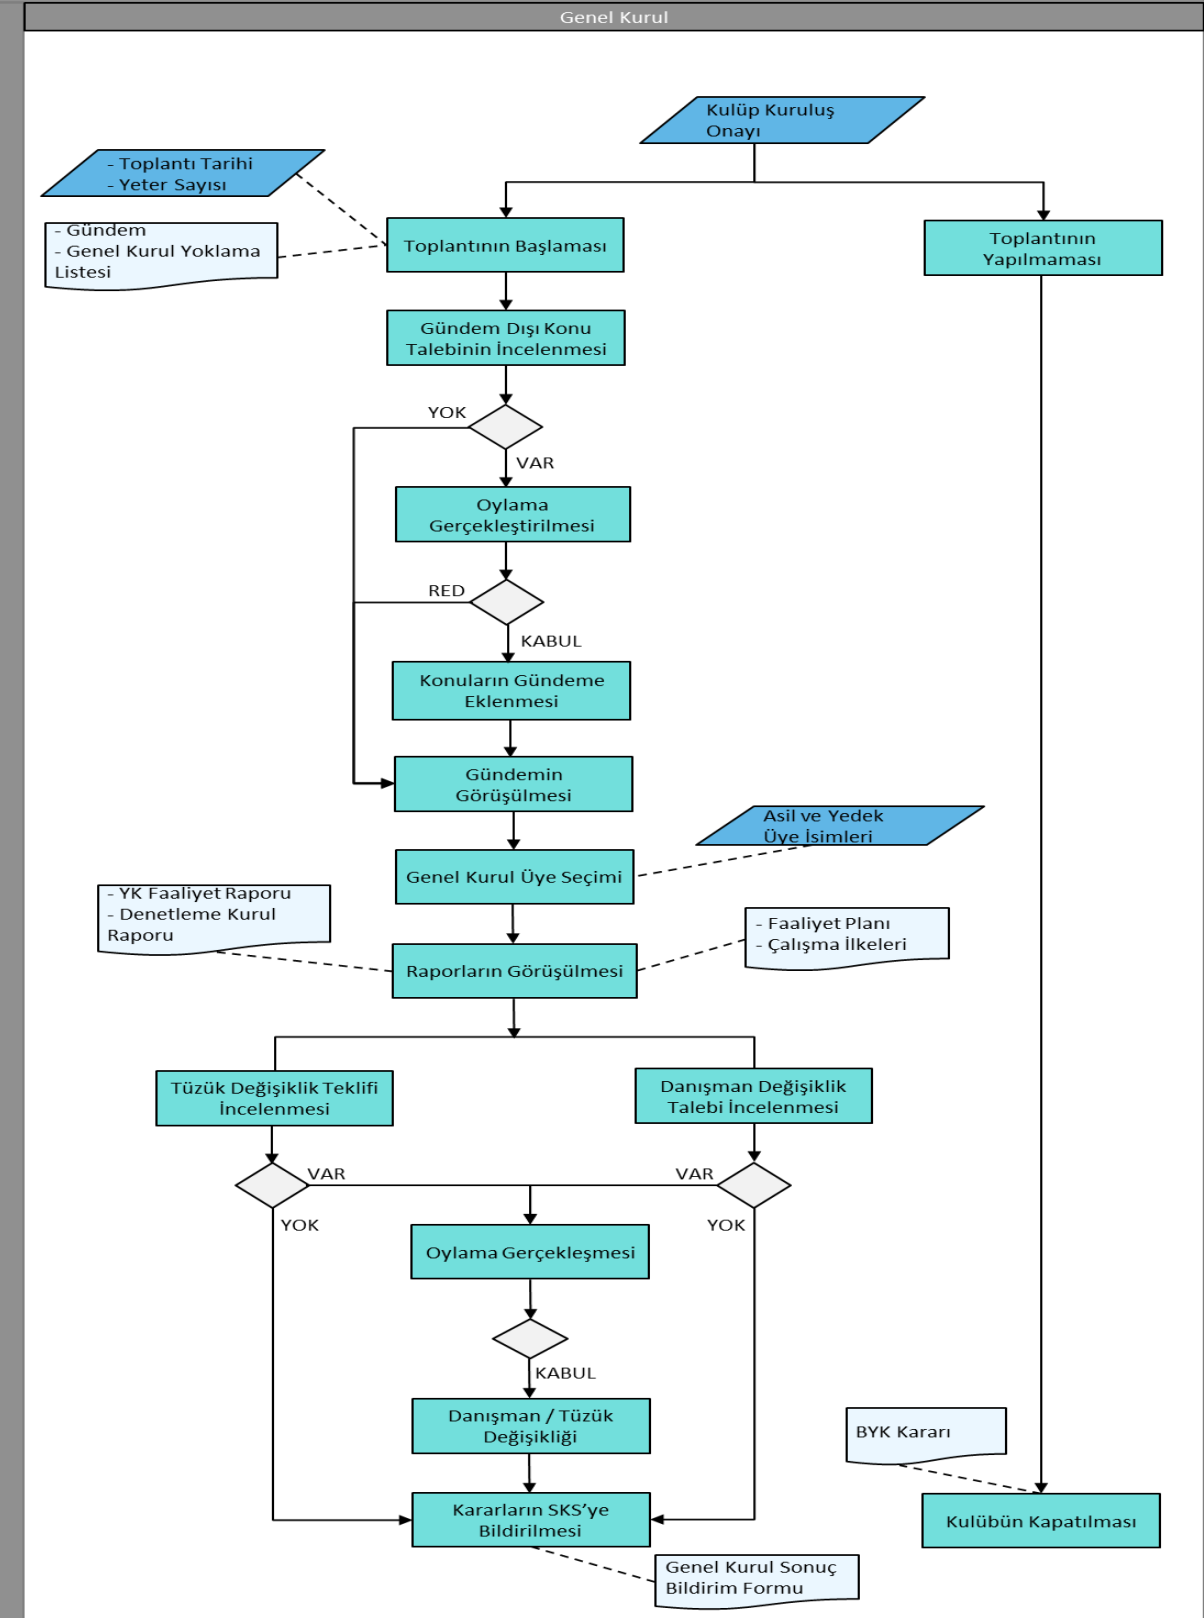 Genel Kurul
Kulüp Kuruluş
Onayı
- Toplantı Tarihi
- Yeter Sayısı
- Gündem
- Genel Kurul Yoklama
Listesi
Toplantının Başlaması
Toplantının
Yapılmaması
Gündem Dışı Konu
Talebinin İncelenmesi
YOK
VAR
Oylama
Gerçekleştirilmesi
RED
KABUL
Konuların Gündeme
Eklenmesi
Gündemin
Görüşülmesi
Asil ve Yedek
Üye İsimleri
Genel Kurul Üye Seçimi
- YK Faaliyet Raporu
- Denetleme Kurul
Raporu
- Faaliyet Planı
- Çalışma İlkeleri
Raporların Görüşülmesi
Tüzük Değişiklik Teklifi
İncelenmesi
Danışman Değişiklik
Talebi İncelenmesi
VAR
VAR
YOK
YOK
Oylama Gerçekleşmesi
KABUL
Danışman / Tüzük
Değişikliği
BYK Kararı
Kararların SKS’ye
Bildirilmesi
Kulübün Kapatılması
Genel Kurul Sonuç
Bildirim Formu